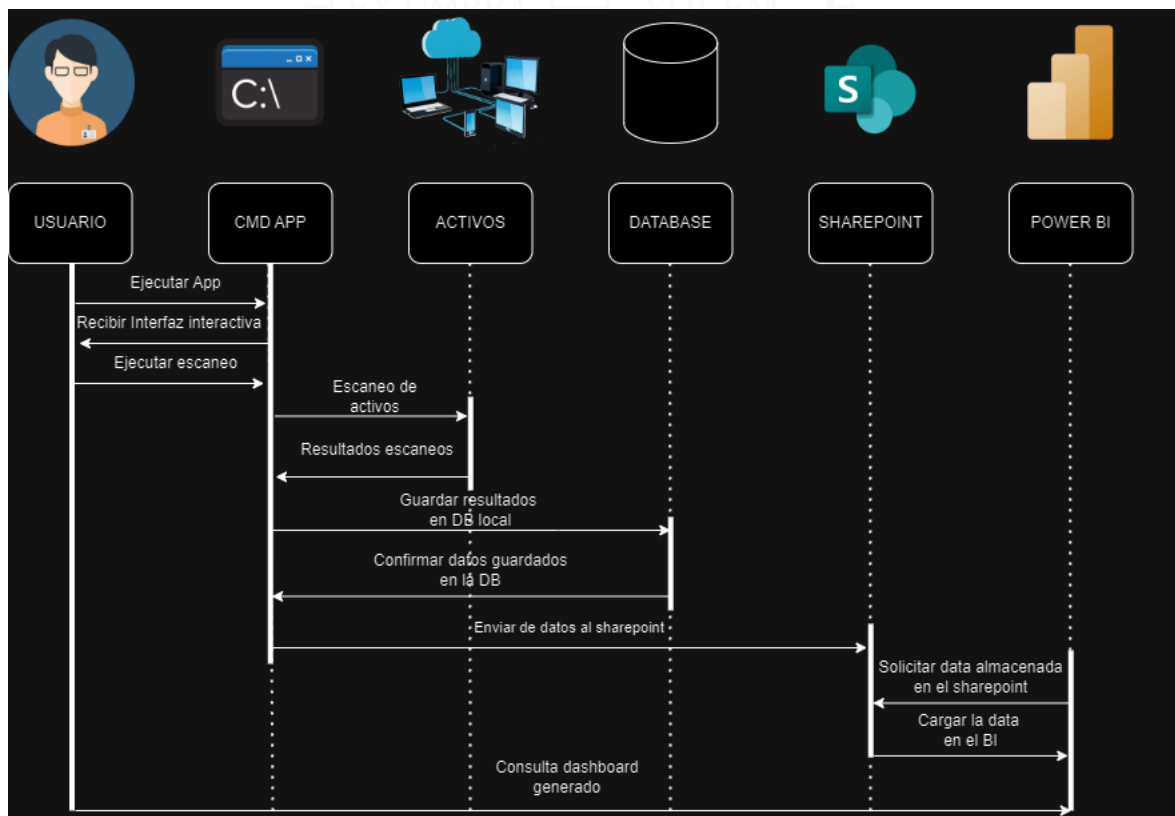 C:\
S
USUARIO
CMD APP
ACTIVOS
DATABASE
SHAREPOINT
POWER BI
Ejecutar App
Recibir Interfaz interactiva
Ejecutar escaneo
Escaneo de
activos
Resultados escaneos
Guardar resultados
en DB local
Confirmar datos guardados
en la DB
Enviar de datos al sharepoint
Solicitar data almacenada
en el sharepoint
Cargar la data
en el BI
Consulta dashboard
generado